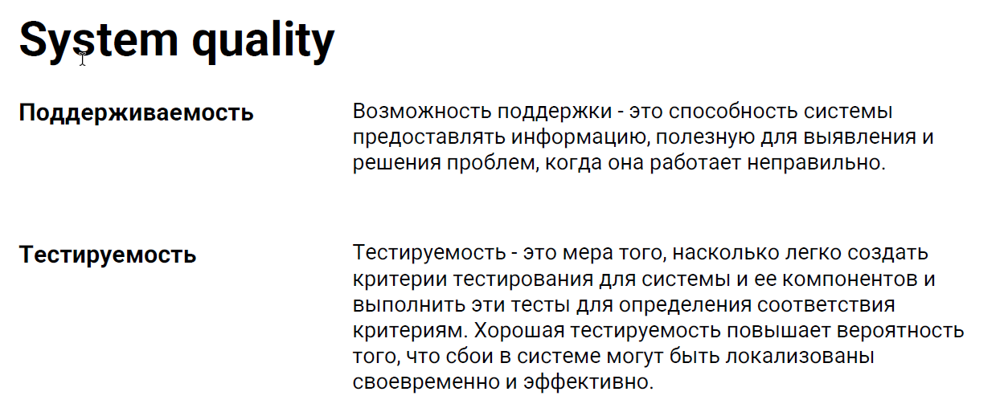 System quality
Поддерживаемость
Возможность поддержки - это способность системы
предоставлять информацию, полезную для выявления и
решения проблем, когда она работает неправильно.
Тестируемость
Тестируемость - это мера того, насколько легко создать
критерии тестирования для системы и ее компонентов и
выполнить эти тесты для определения соответствия
критериям. Хорошая тестируемость повышает вероятность
того, что сбои в системе могут быть локализованы
своевременно и эффективно.